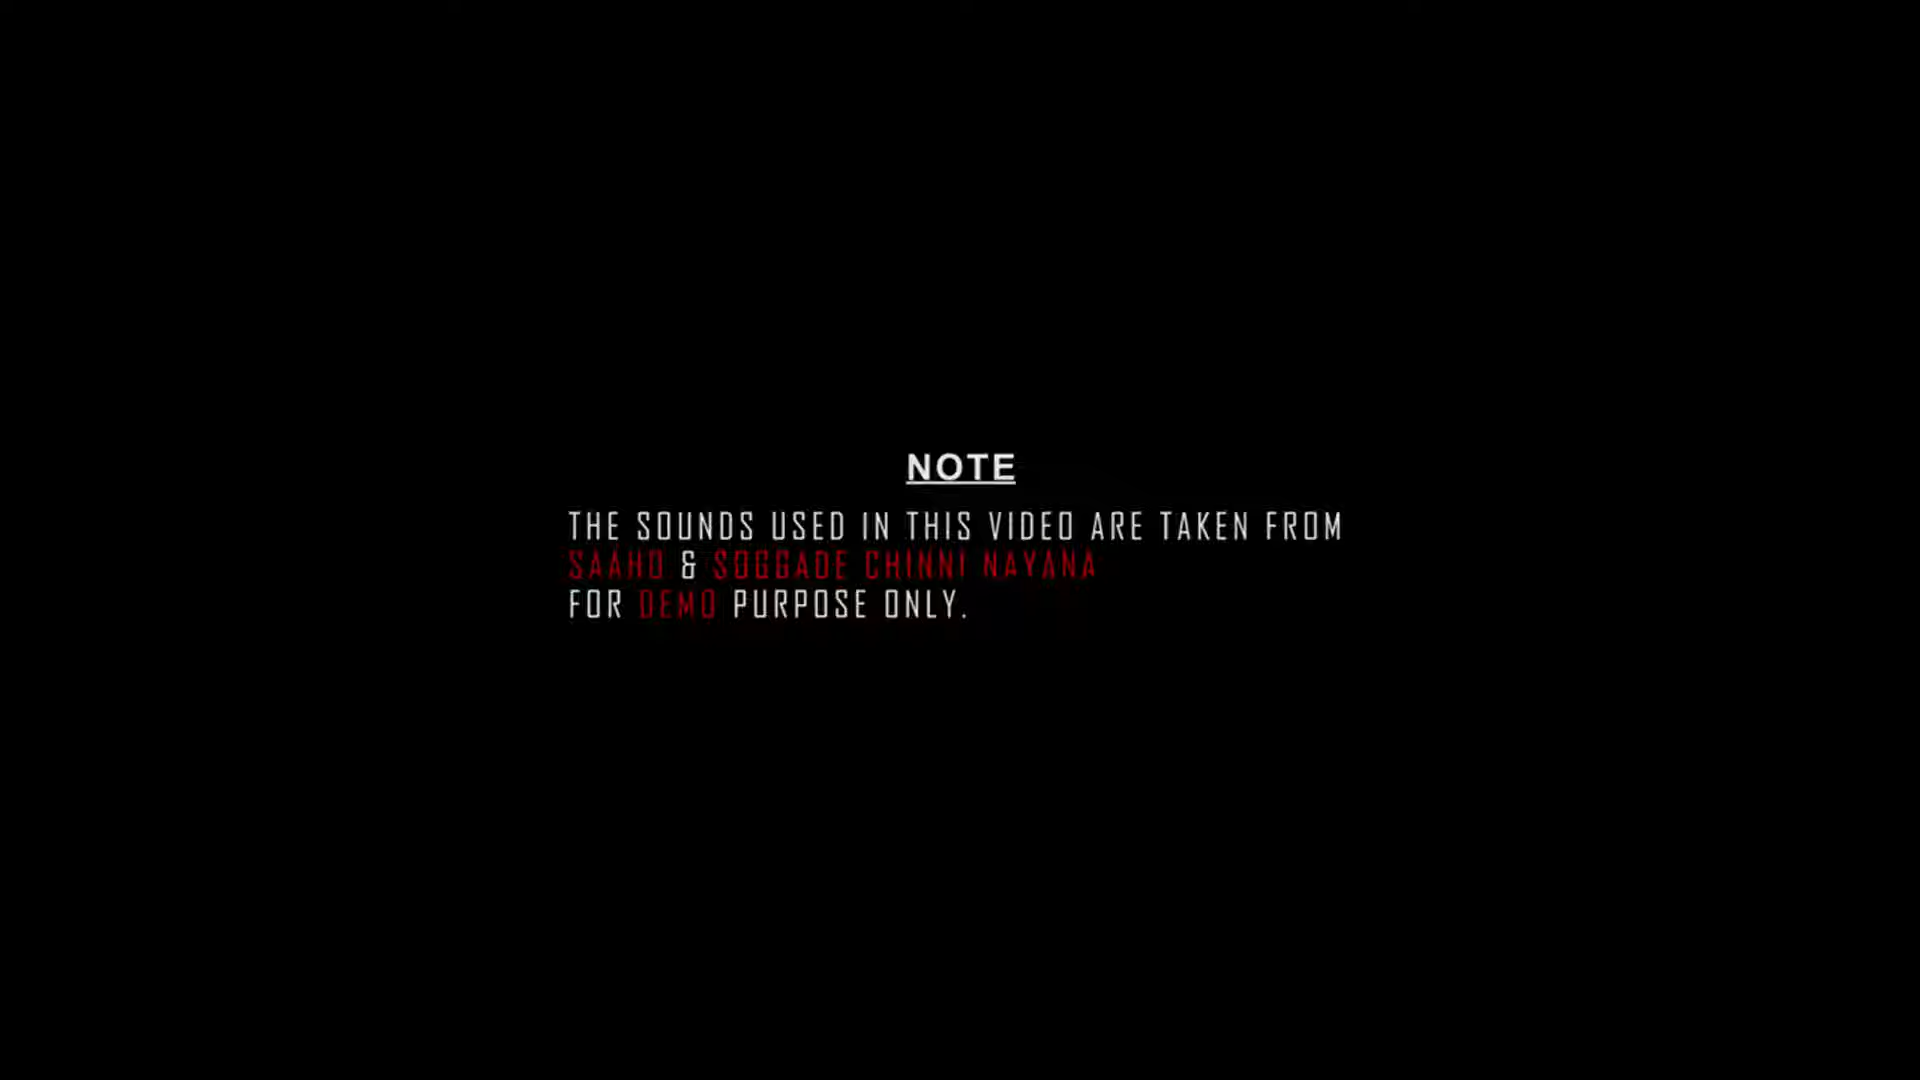 NOTE
THE SOUNDS USED IN THIS VIDEO ARE TAKEN FROM
SAAHO & SOGGADE CHINNI NAYANA
FOR DEMO PURPOSE ONLY.